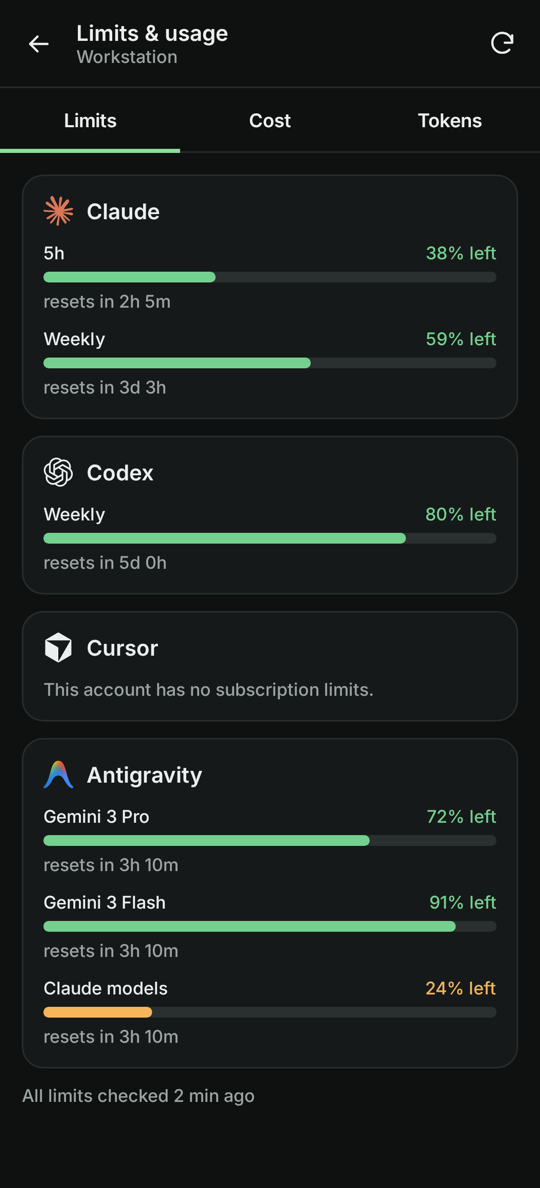 Limits & usage
Workstation
Limits
Cost
Tokens
Claude
5h
38% left
resets in 2h 5m
Weekly
59% left
resets in 3d 3h
Codex
Weekly
80% left
resets in 5d 0h
Cursor
This account has no subscription limits.
Antigravity
Gemini 3 Pro
72% left
resets in 3h 10m
Gemini 3 Flash
91% left
resets in 3h 10m
Claude models
24% left
resets in 3h 10m
All limits checked 2 min ago